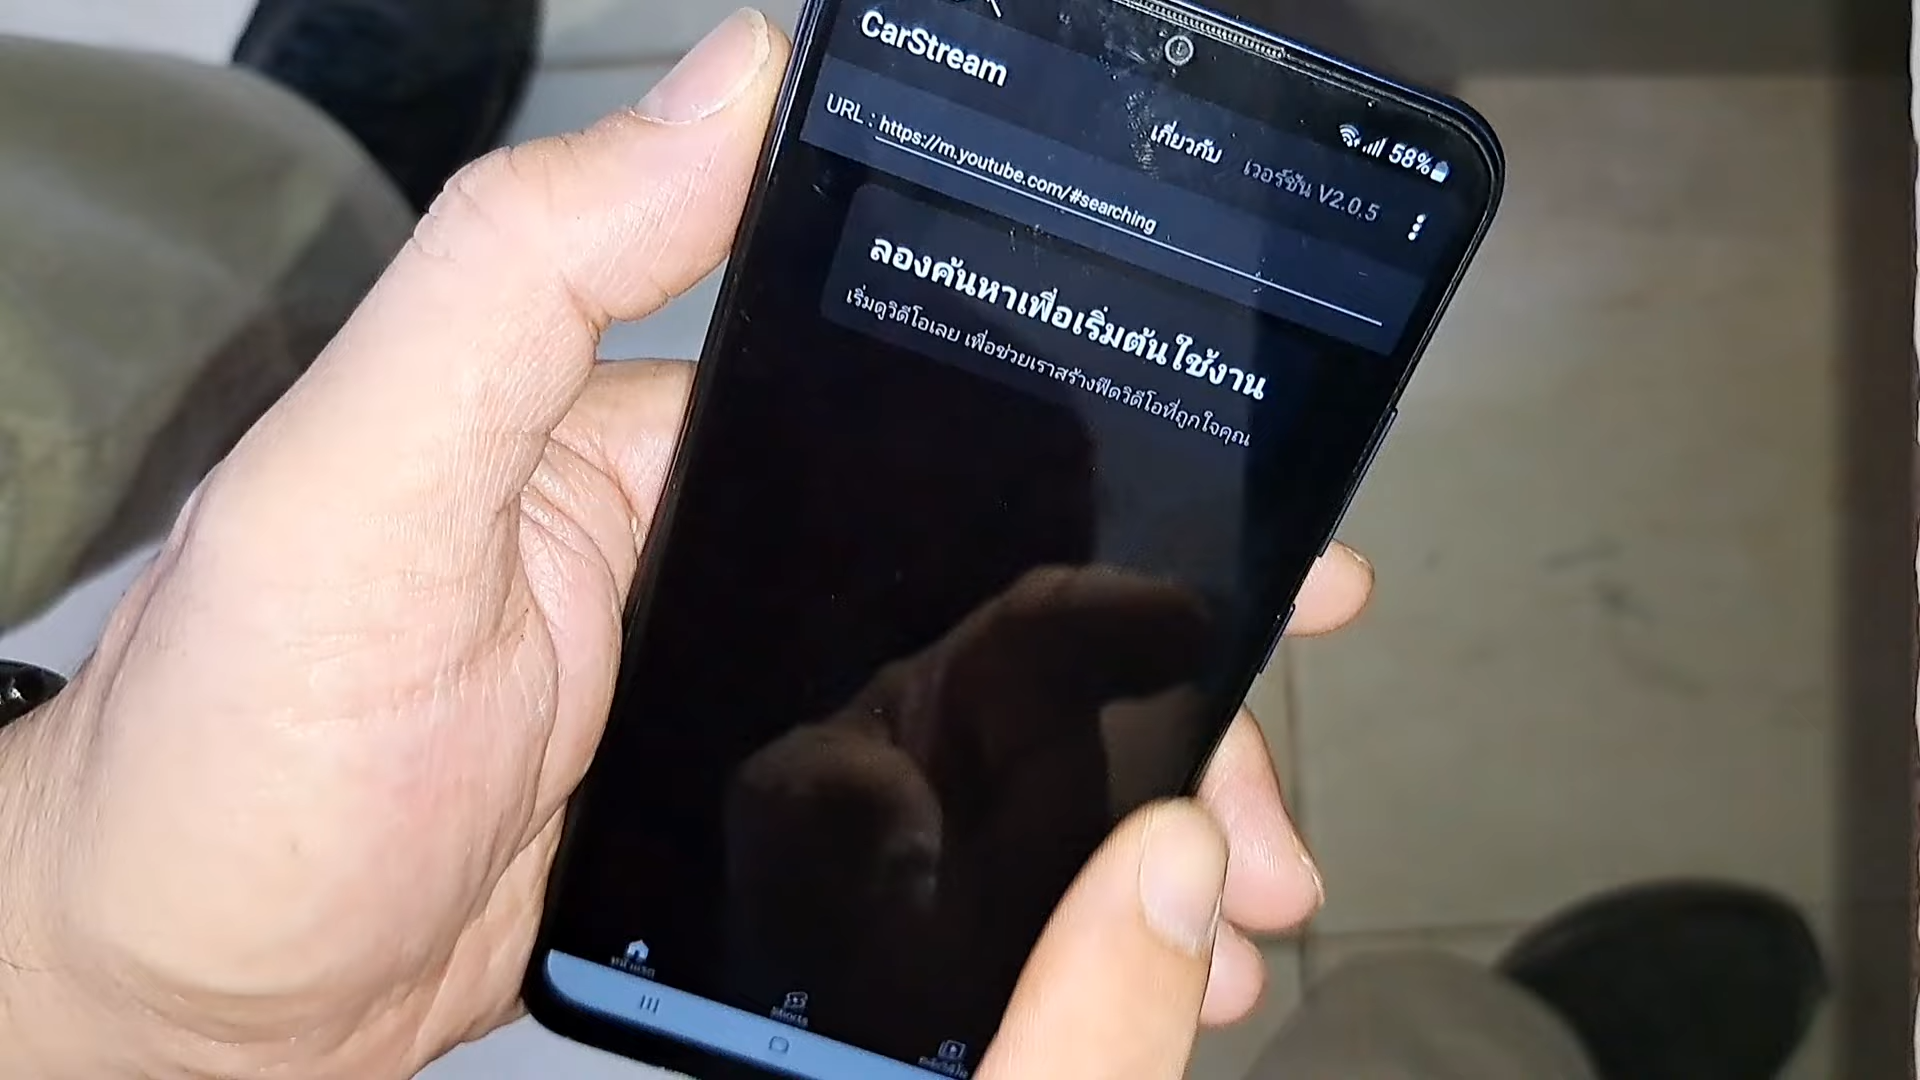 CarStream
58%
เกี่ยวกับ
เวอร์ชัน V2.0.5
URL : https://m.youtube.com/#searching
ลองค้นหาเพื่อเริ่มต้นใช้งาน
เริ่มดูวิดีโอเลย เพื่อช่วยเราสร้างฟีดวิดีโอที่ถูกใจคุณ
Shorts